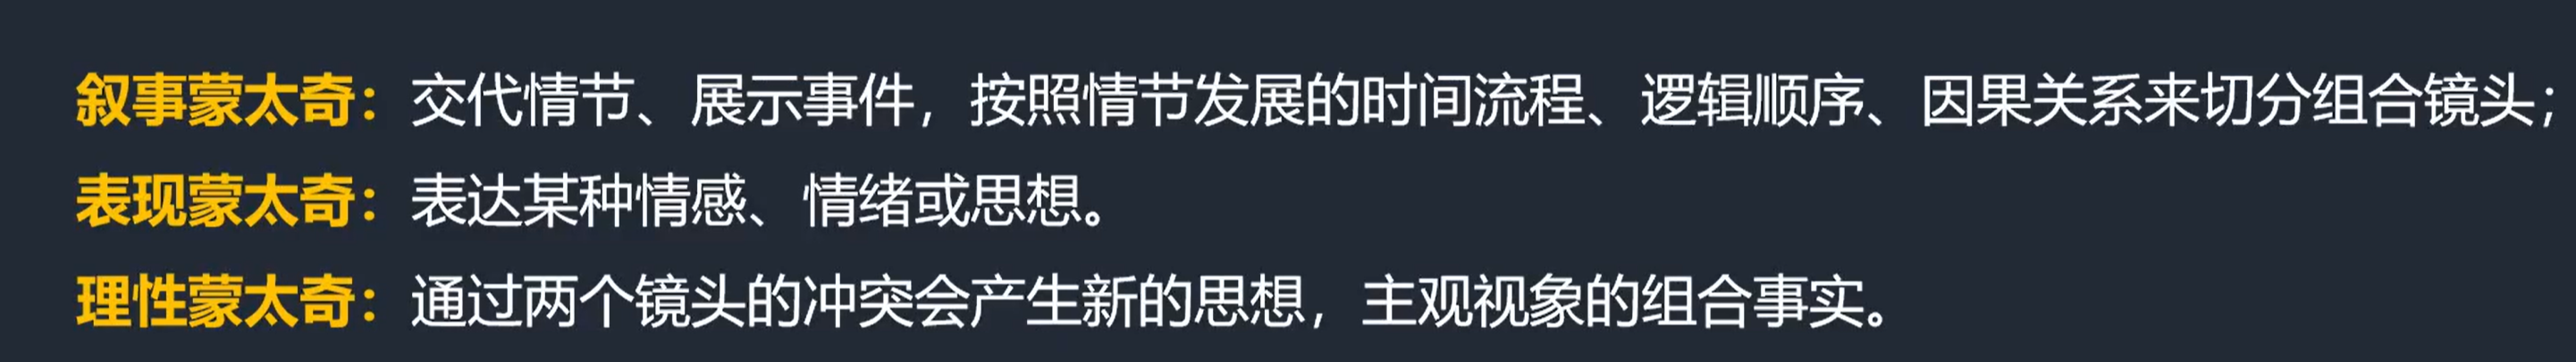 叙事蒙太奇：交代情节、展示事件，按照情节发展的时间流程、逻辑顺序、因果关系来切分组合镜头；
表现蒙太奇：表达某种情感、情绪或思想。
理性蒙太奇：通过两个镜头的冲突会产生新的思想，主观视象的组合事实。